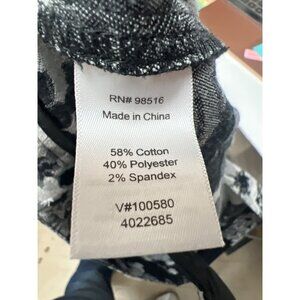 RN# 98516
Made in China
58% Cotton
40% Polyester
2% Spandex
V#100580
4022685